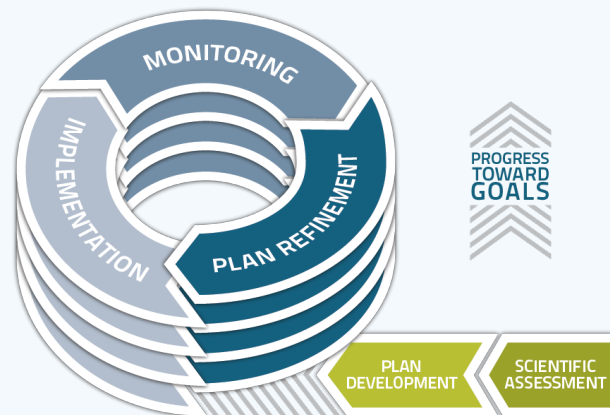 MONITORING
IMPLEMENTATION
PLAN REFINEMENT
PROGRESS
TOWARD
GOALS
PLAN
DEVELOPMENT
SCIENTIFIC
ASSESSMENT